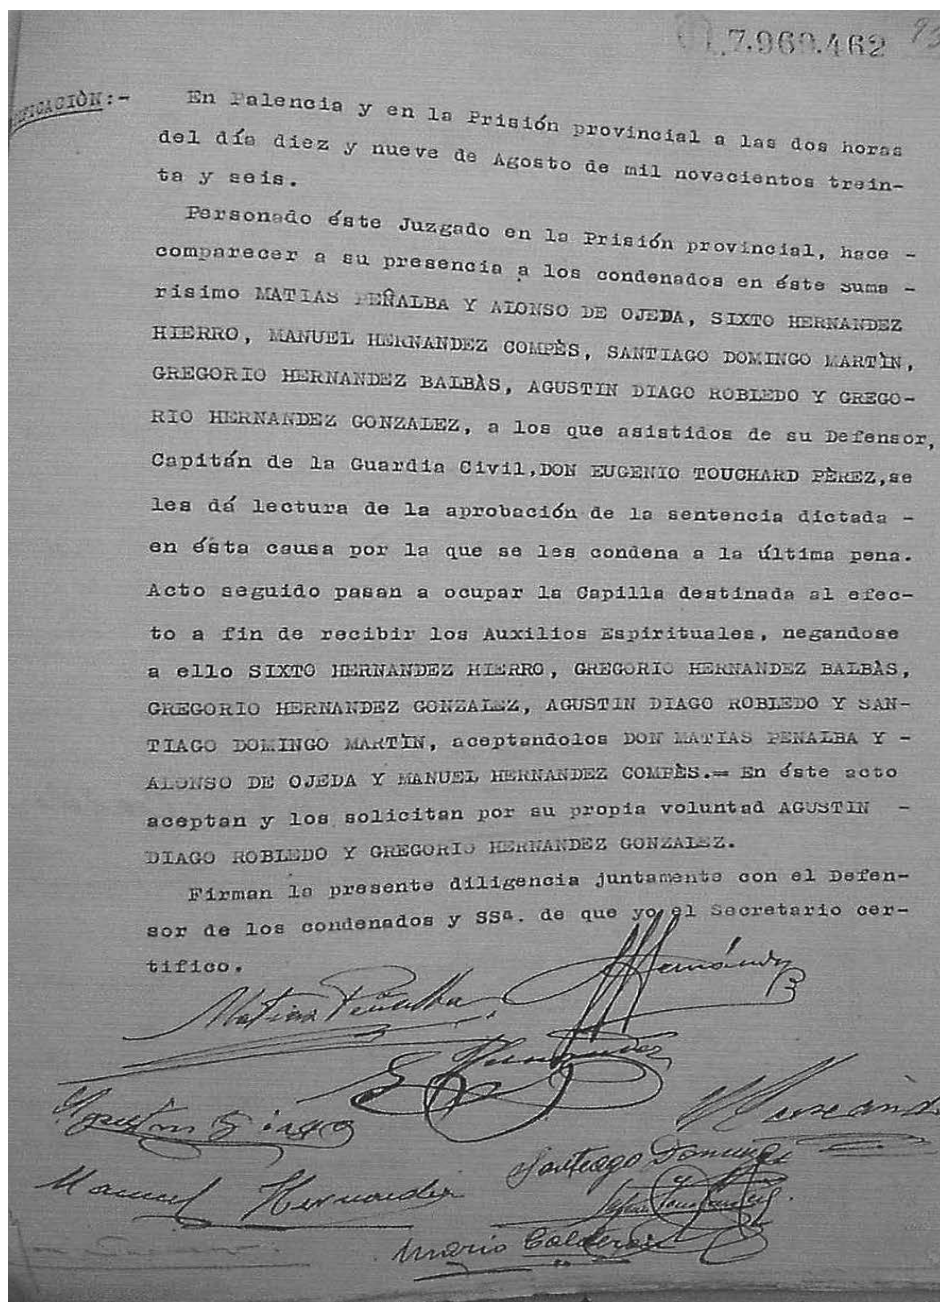 7.960.462
93
IFICACIÒN:-
En Palencia y en la Prisión provincial a las dos horas
del día diez y nueve de Agosto de mil novecientos trein-
ta y seis.
Personado éste Juzgado en la Prisión provincial, hace -
comparecer a su presencia a los condenados en éste suma -
risimo MATIAS PEÑALBA Y ALONSO DE OJEDA, SIXTO HERNANDEZ
HIERRO, MANUEL HERNANDEZ COMPÈS, SANTIAGO DOMINGO MARTÌN,
GREGORIO HERNANDEZ BALBÀS, AGUSTIN DIAGO ROBLEDO Y GREGO-
RIO HERNANDEZ GONZALEZ, a los que asistidos de su Defensor,
Capitán de la Guardia Civil,DON EUGENIO TOUCHARD PÈREZ,se
les dá lectura de la aprobación de la sentencia dictada -
en ésta causa por la que se les condena a la última pena.
Acto seguido pasan a ocupar la Capilla destinada al efec-
to a fin de recibir los Auxilios Espirituales, negandose
a ello SIXTO HERNANDEZ HIERRO, GREGORIO HERNANDEZ BALBÀS,
GREGORIO HERNANDEZ GONZALEZ, AGUSTIN DIAGO ROBLEDO Y SAN-
TIAGO DOMINGO MARTÌN, aceptandolos DON MATIAS PENALBA Y -
ALONSO DE OJEDA Y MANUEL HERNANDEZ COMPÈS.= En éste acto
aceptan y los solicitan por su propia voluntad AGUSTIN -
DIAGO ROBLEDO Y GREGORIO HERNANDEZ GONZALEZ.
Firman la presente diligencia juntamente con el Defen-
sor de los condenados y SSª. de que yo el Secretario cer-
tifico.
Matias Peñalba Hernández
Hernandez
Agustin Diago
Santiago Domingo
Manuel Hernandez
Mario Calderon